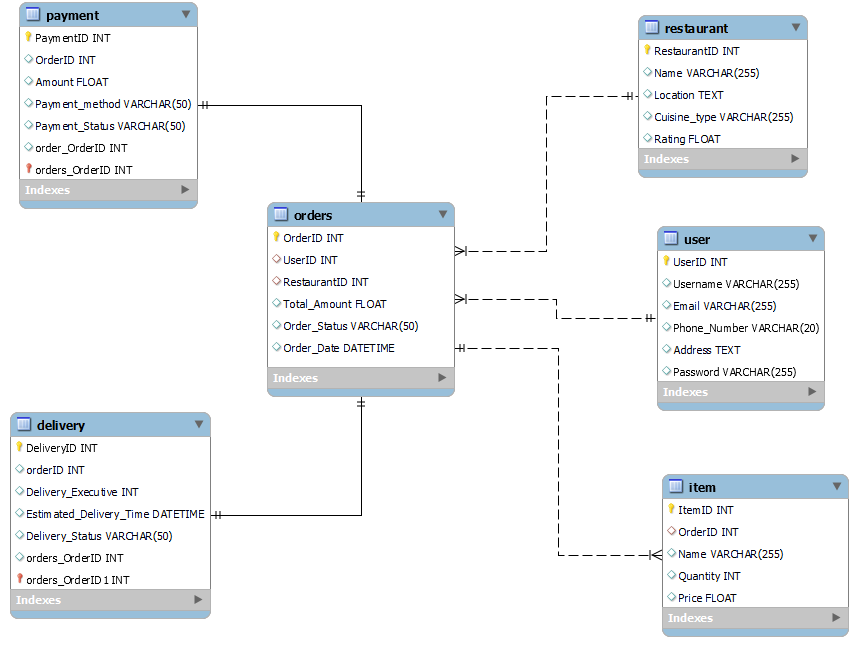 payment
PaymentID INT
OrderID INT
Amount FLOAT
Payment_method VARCHAR(50)
Payment_Status VARCHAR(50)
order_OrderID INT
orders_OrderID INT
Indexes
restaurant
RestaurantID INT
Name VARCHAR(255)
Location TEXT
Cuisine_type VARCHAR(255)
Rating FLOAT
Indexes
orders
OrderID INT
UserID INT
RestaurantID INT
Total_Amount FLOAT
Order_Status VARCHAR(50)
Order_Date DATETIME
Indexes
user
UserID INT
Username VARCHAR(255)
Email VARCHAR(255)
Phone_Number VARCHAR(20)
Address TEXT
Password VARCHAR(255)
Indexes
delivery
DeliveryID INT
orderID INT
Delivery_Executive INT
Estimated_Delivery_Time DATETIME
Delivery_Status VARCHAR(50)
orders_OrderID INT
orders_OrderID1 INT
Indexes
item
ItemID INT
OrderID INT
Name VARCHAR(255)
Quantity INT
Price FLOAT
Indexes